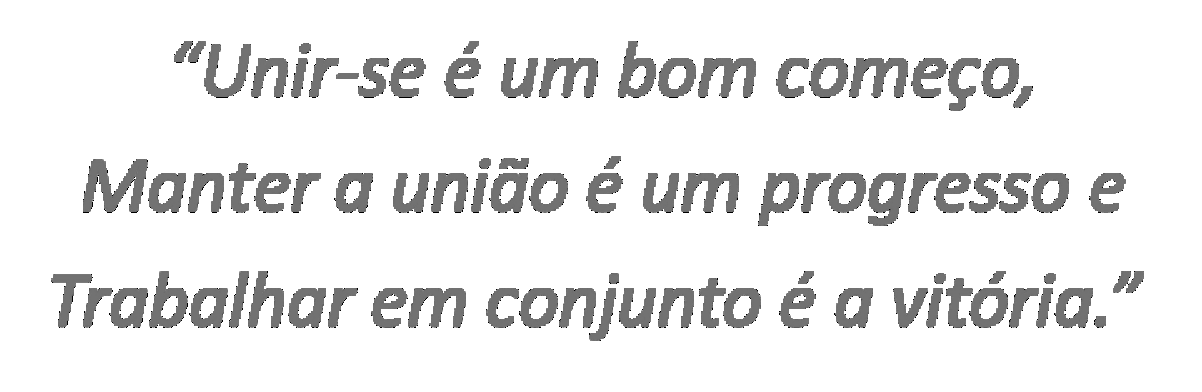 “Unir-se é um bom começo,
Manter a união é um progresso e
Trabalhar em conjunto é a vitória.”